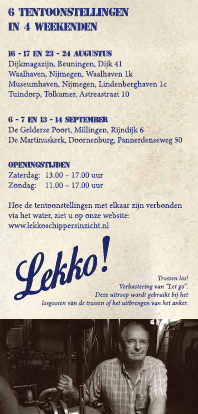 6 TENTOONSTELLINGEN
IN 4 WEEKENDEN
16 - 17 EN 23 - 24 AUGUSTUS
Dijkmagazijn, Beuningen, Dijk 41
Waalhaven, Nijmegen, Waalhaven 1k
Museumhaven, Nijmegen, Lindenberghaven 1c
Tuindorp, Tolkamer, Astreastraat 10
6 - 7 EN 13 - 14 SEPTEMBER
De Gelderse Poort, Millingen, Rijndijk 6
De Martinuskerk, Doornenburg, Pannerdenseweg 50
OPENINGSTIJDEN
Zaterdag: 13.00 – 17.00 uur
Zondag: 11.00 – 17.00 uur
Hoe de tentoonstellingen met elkaar zijn verbonden
via het water, ziet u op onze website:
www.lekkoschippersinzicht.nl
Lekko!
Trossen los!
Verbastering van "Let go".
Deze uitroep wordt gebruikt bij het
losgooien van de trossen of het uitbrengen van het anker.